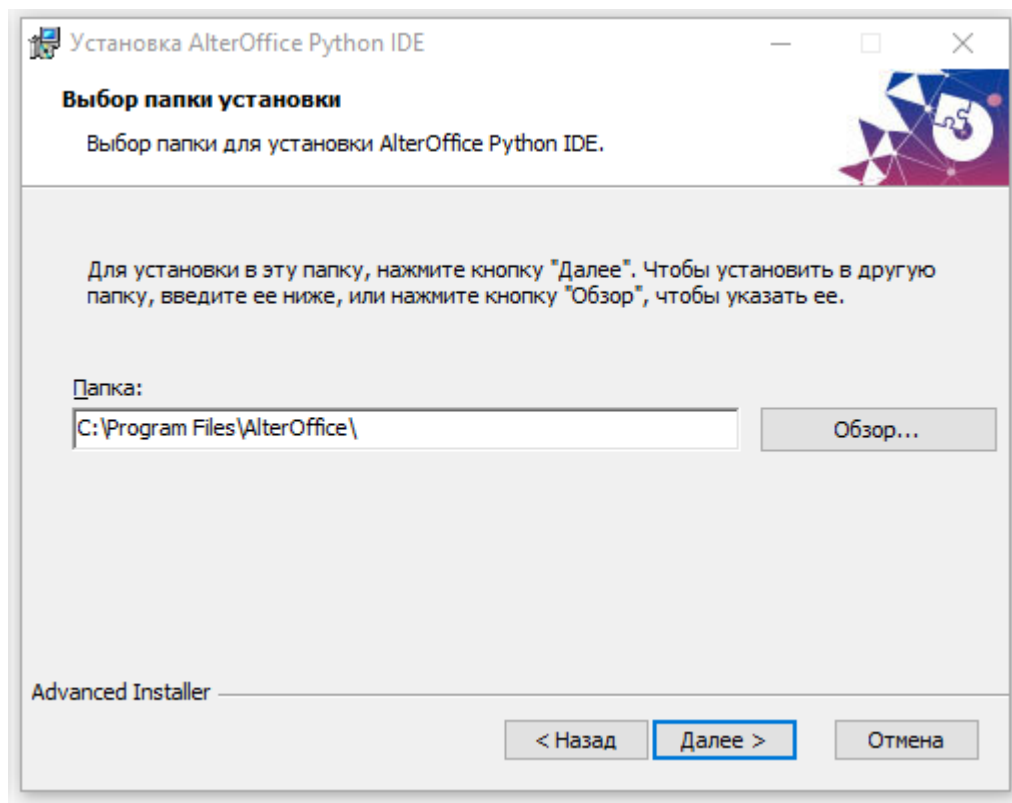 Установка AlterOffice Python IDE
Выбор папки установки
Выбор папки для установки AlterOffice Python IDE.
Для установки в эту папку, нажмите кнопку "Далее". Чтобы установить в другую
папку, введите ее ниже, или нажмите кнопку "Обзор", чтобы указать ее.
Папка:
C:\Program Files\AlterOffice\
Обзор...
Advanced Installer
< Назад
Далее >
Отмена